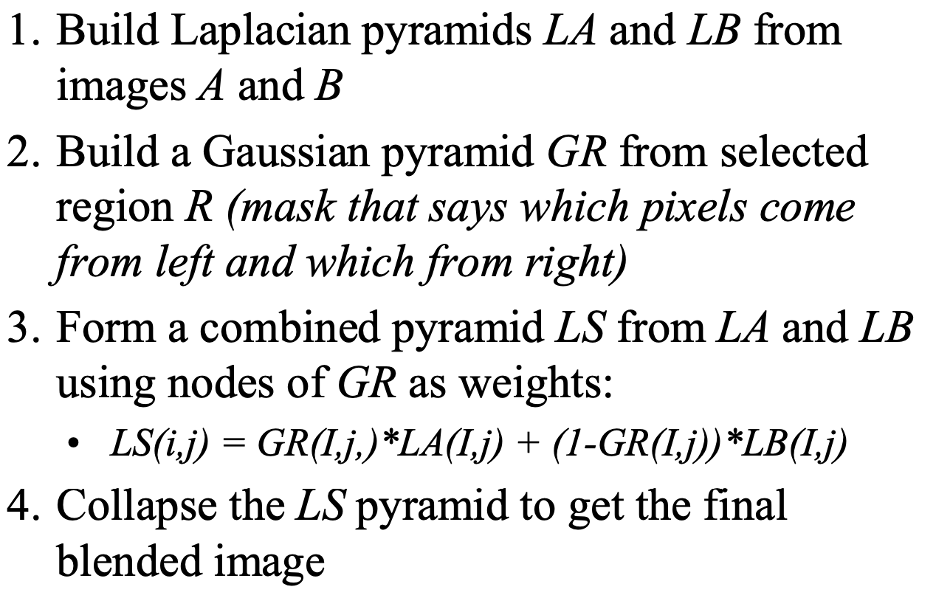 1. Build Laplacian pyramids LA and LB from
images A and B
2. Build a Gaussian pyramid GR from selected
region R (mask that says which pixels come
from left and which from right)
3. Form a combined pyramid LS from LA and LB
using nodes of GR as weights:
• LS(i,j) = GR(I,j,)*LA(I,j) + (1-GR(I,j))*LB(I,j)
4. Collapse the LS pyramid to get the final
blended image